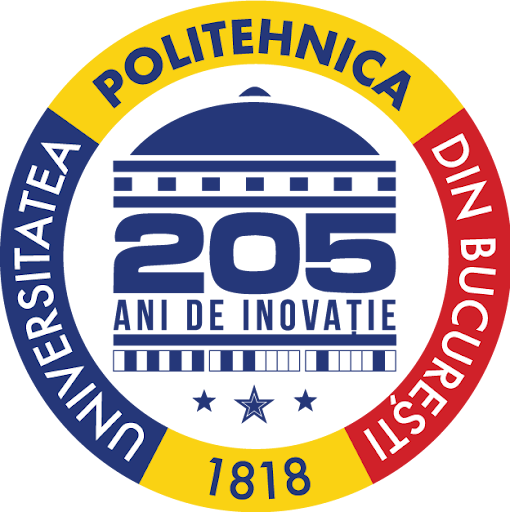 UNIVERSITATEA
POLITEHNICA
DIN BUCUREȘTI
205
ANI DE INOVAȚIE
1818